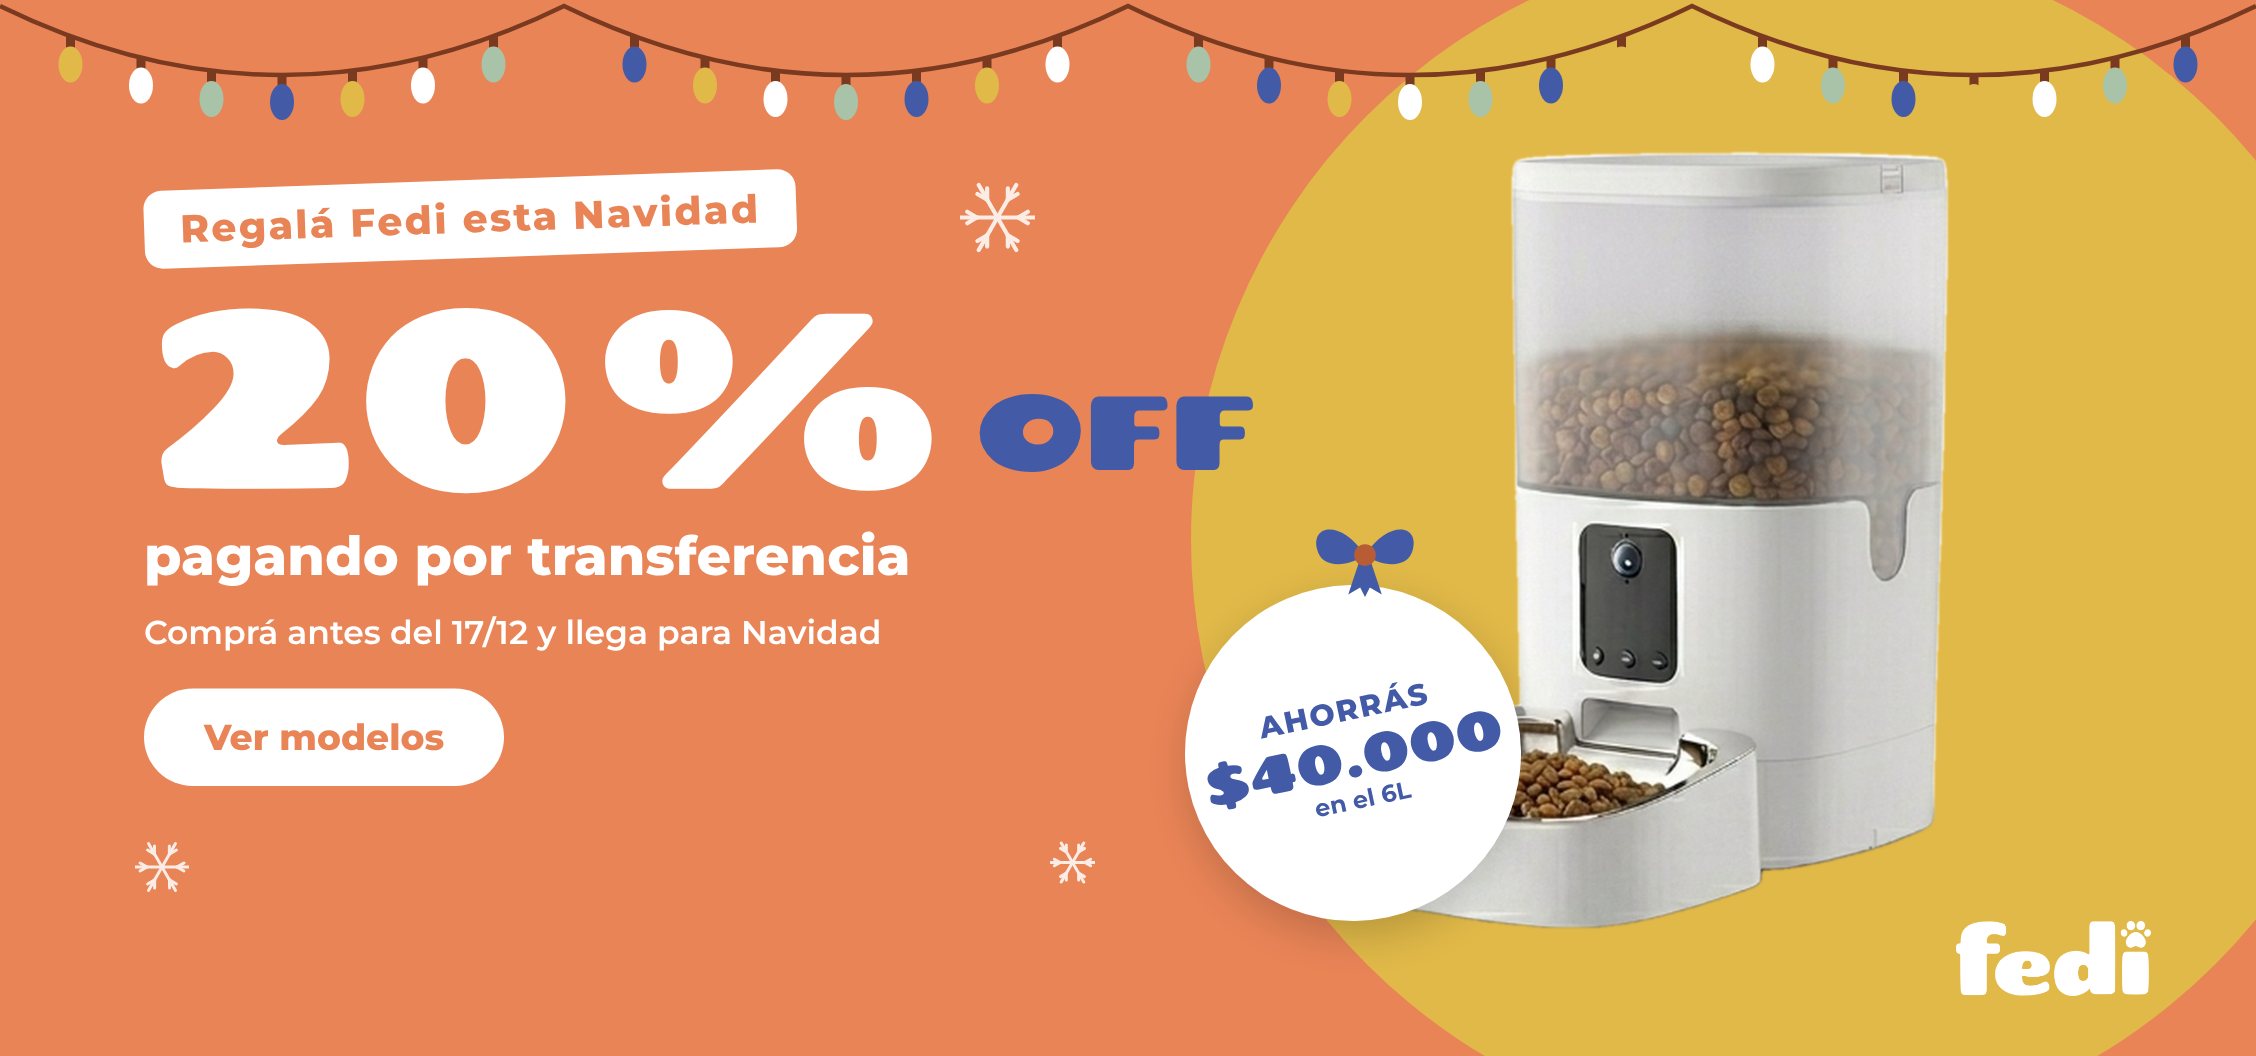 Regalá Fedi esta Navidad
20% OFF
pagando por transferencia
Comprá antes del 17/12 y llega para Navidad
Ver modelos
AHORRÁS
$40.000
en el 6L
fedi